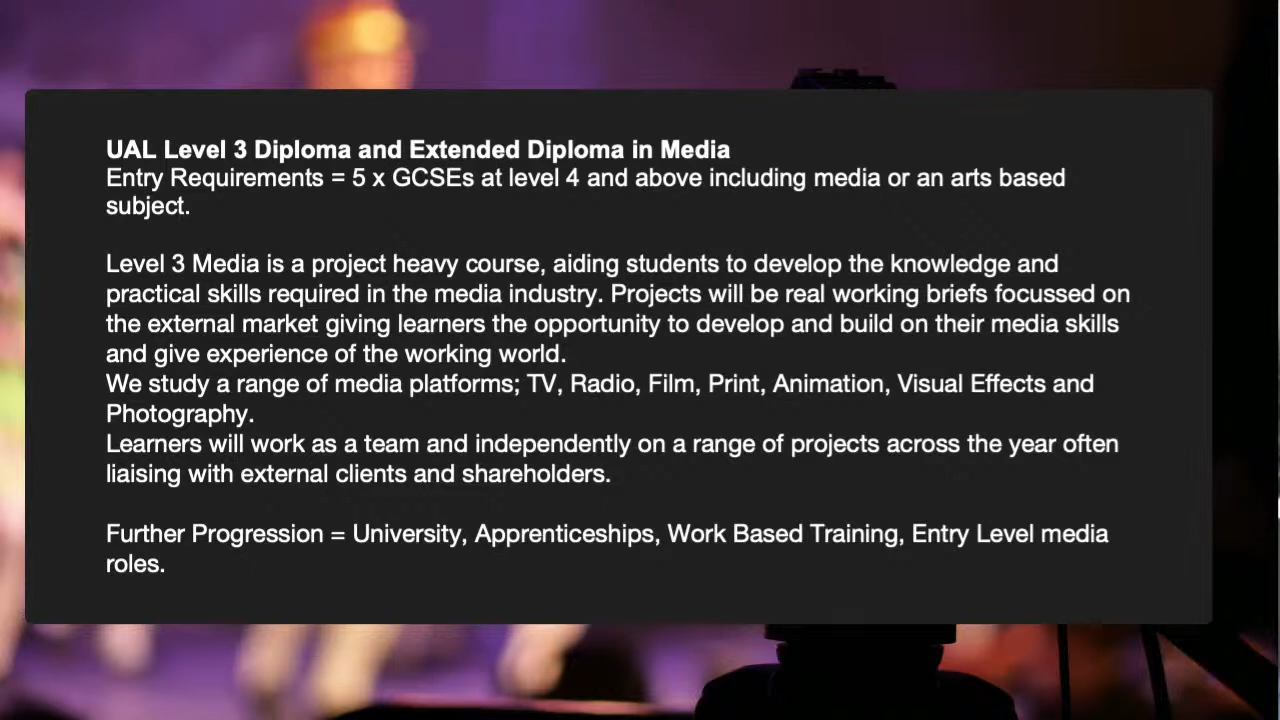 UAL Level 3 Diploma and Extended Diploma in Media
Entry Requirements = 5 x GCSEs at level 4 and above including media or an arts based
subject.
Level 3 Media is a project heavy course, aiding students to develop the knowledge and
practical skills required in the media industry. Projects will be real working briefs focussed on
the external market giving learners the opportunity to develop and build on their media skills
and give experience of the working world.
We study a range of media platforms; TV, Radio, Film, Print, Animation, Visual Effects and
Photography.
Learners will work as a team and independently on a range of projects across the year often
liaising with external clients and shareholders.
Further Progression = University, Apprenticeships, Work Based Training, Entry Level media
roles.